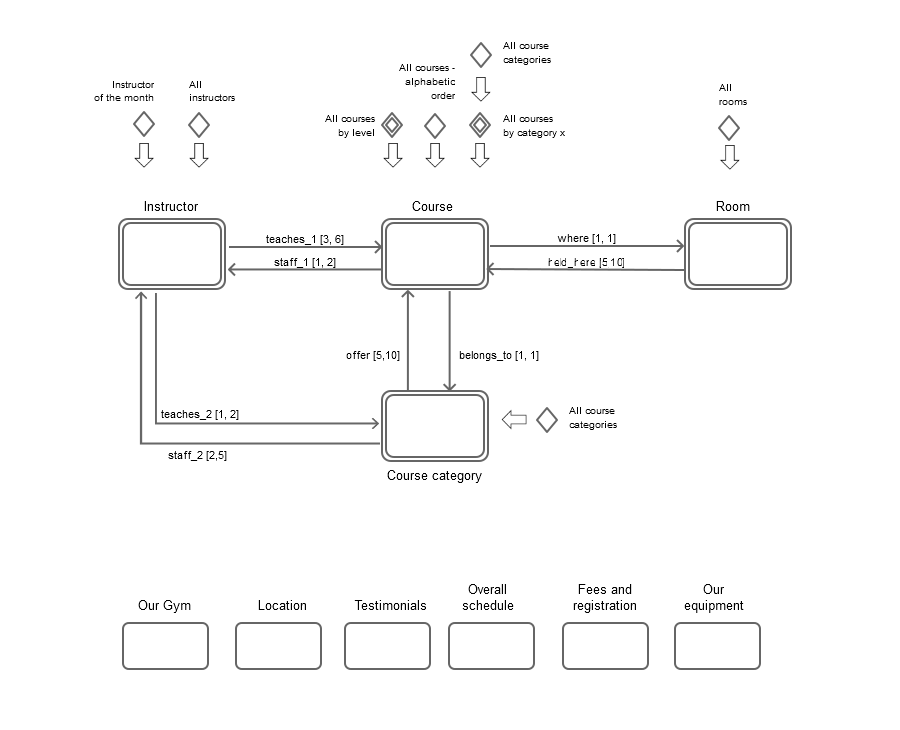 All course
categories
All courses -
alphabetic
order
Instructor
of the month
All
instructors
All courses
by level
All courses
by category x
All
rooms
Instructor
Course
Room
teaches_1 [3, 6]
where [1, 1]
staff_1 [1, 2]
held_here [5 10]
offer [5,10]
belongs_to [1, 1]
teaches_2 [1, 2]
All course
categories
staff_2 [2,5]
Course category
Our Gym
Location
Testimonials
Overall
schedule
Fees and
registration
Our
equipment